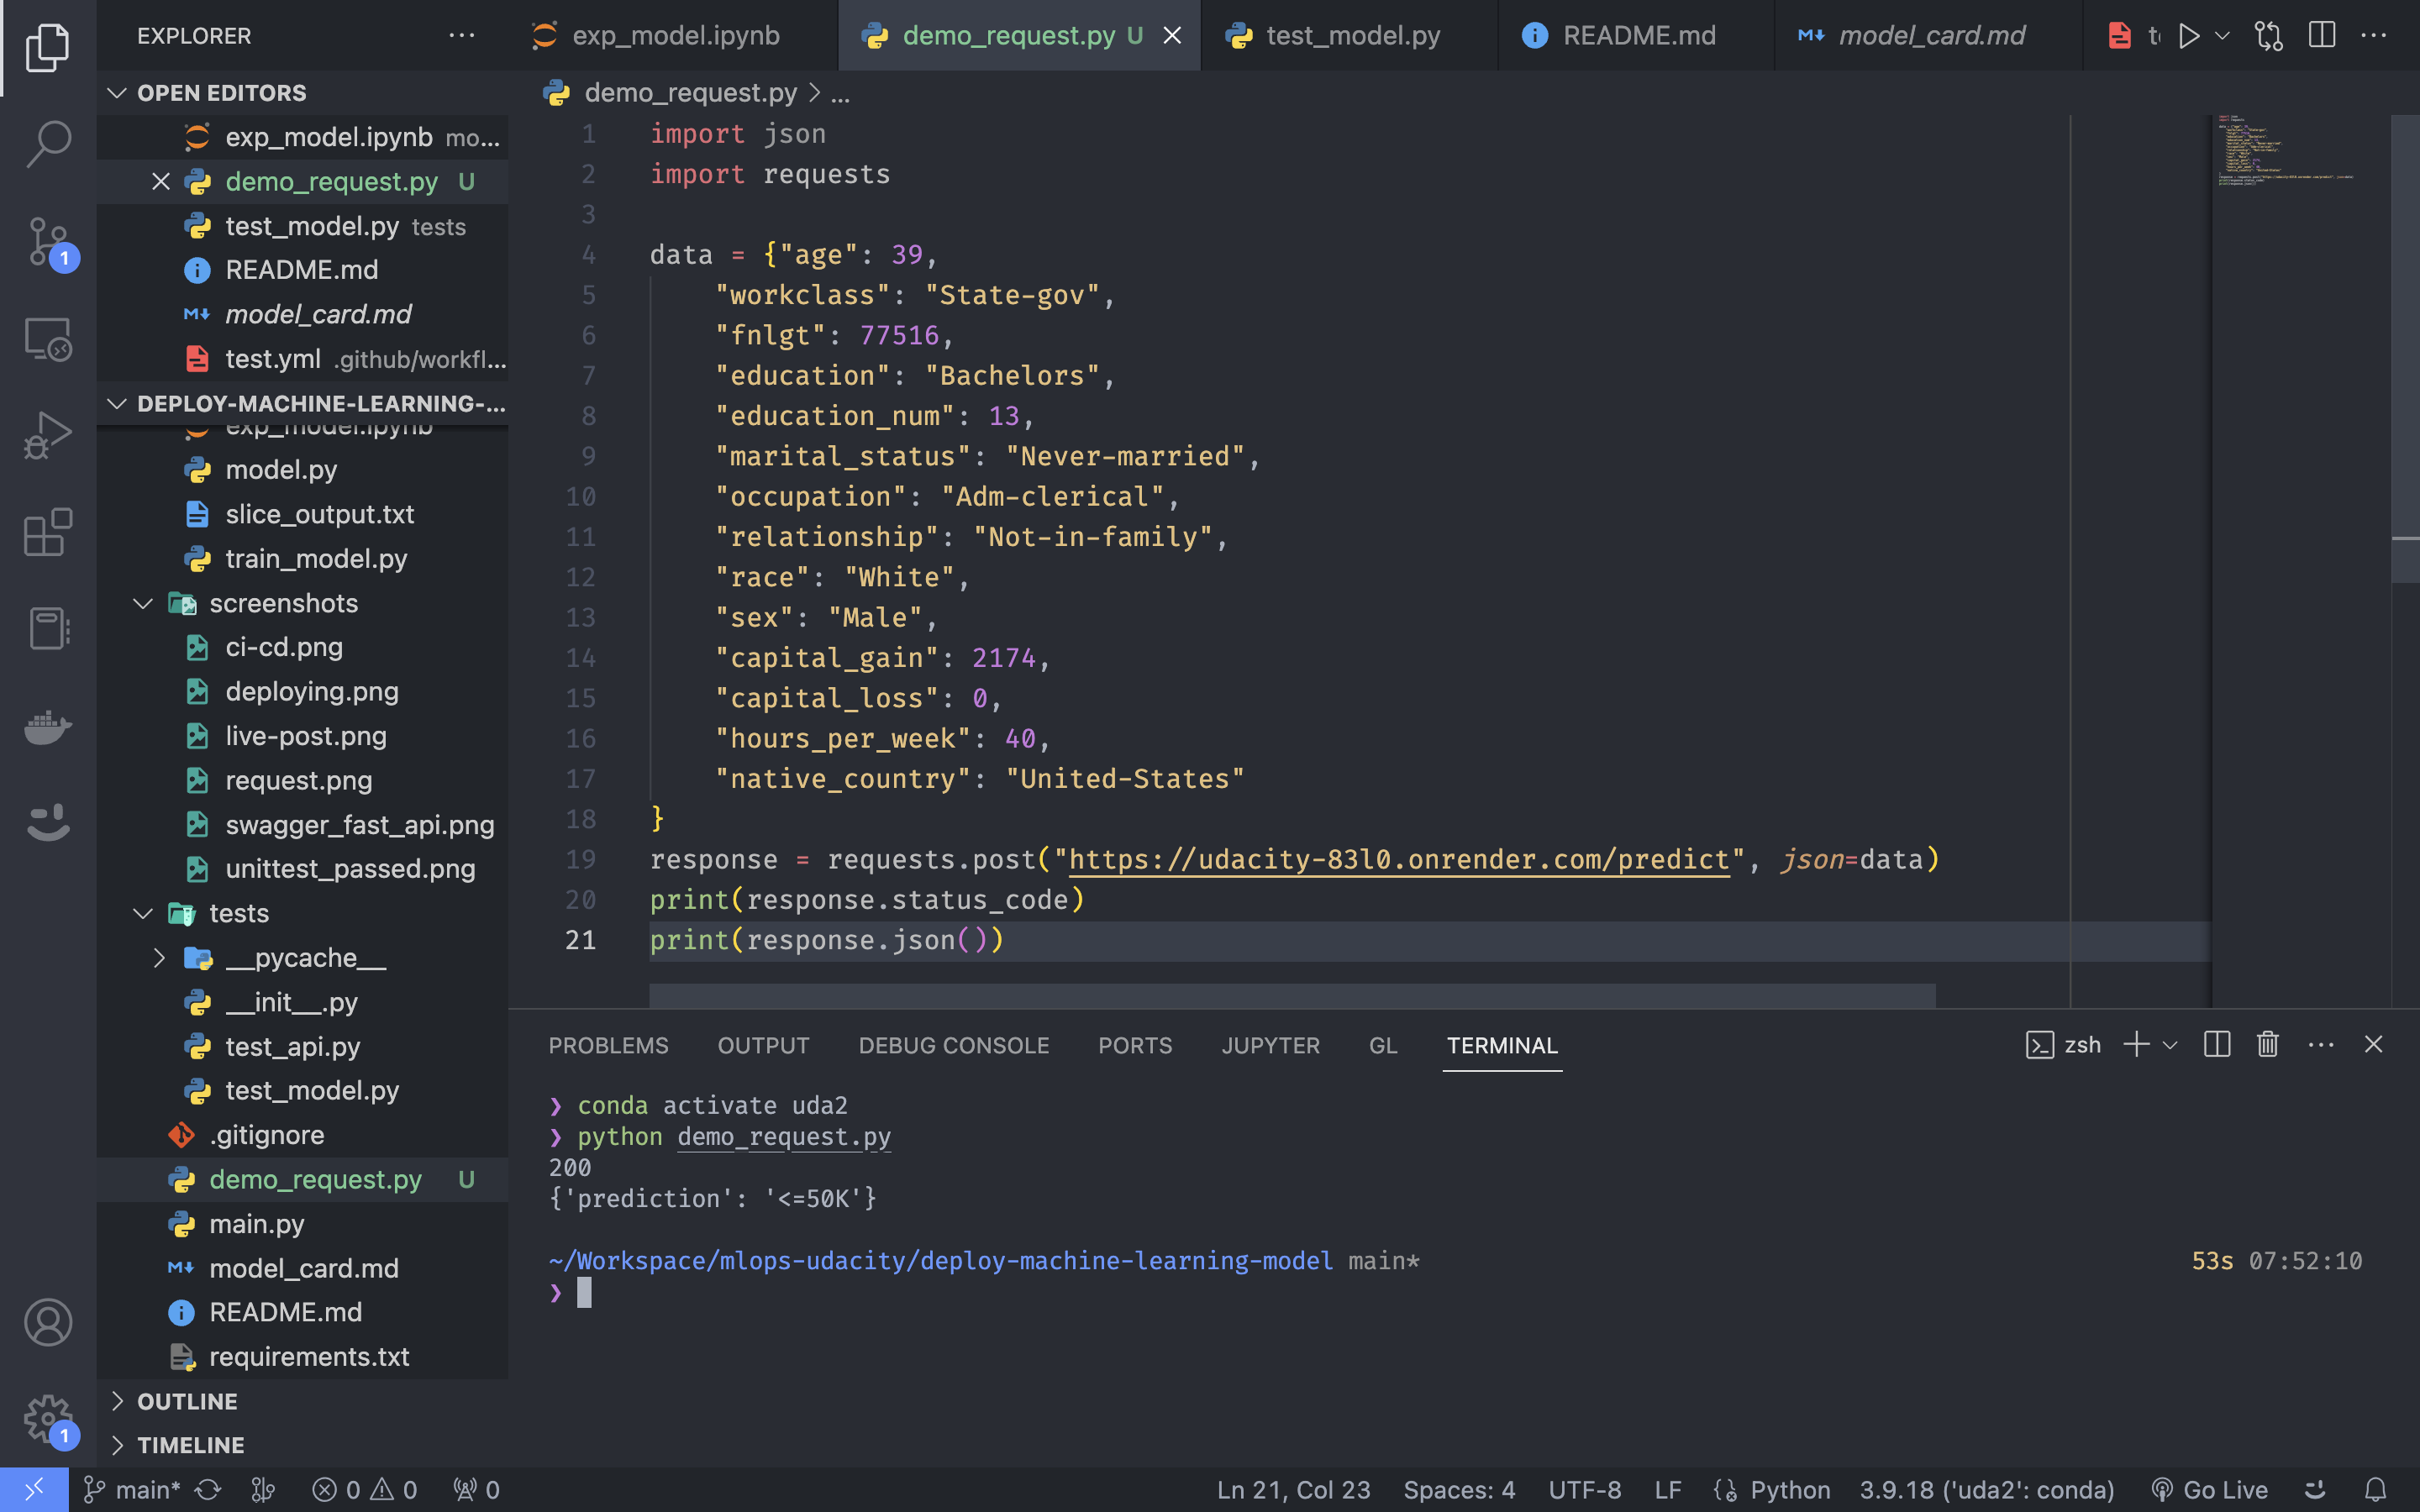 EXPLORER
exp_model.ipynb
demo_request.py U
test_model.py
README.md
model_card.md
OPEN EDITORS
exp_model.ipynb mo...
demo_request.py U
test_model.py tests
README.md
model_card.md
test.yml .github/workfl...
DEPLOY-MACHINE-LEARNING-...
exp_model.ipynb
model.py
slice_output.txt
train_model.py
screenshots
ci-cd.png
deploying.png
live-post.png
request.png
swagger_fast_api.png
unittest_passed.png
tests
__pycache__
__init__.py
test_api.py
test_model.py
.gitignore
demo_request.py U
main.py
model_card.md
README.md
requirements.txt
OUTLINE
TIMELINE
demo_request.py > ...
1 import json
2 import requests
3
4 data = {"age": 39,
5 "workclass": "State-gov",
6 "fnlgt": 77516,
7 "education": "Bachelors",
8 "education_num": 13,
9 "marital_status": "Never-married",
10 "occupation": "Adm-clerical",
11 "relationship": "Not-in-family",
12 "race": "White",
13 "sex": "Male",
14 "capital_gain": 2174,
15 "capital_loss": 0,
16 "hours_per_week": 40,
17 "native_country": "United-States"
18 }
19 response = requests.post("https://udacity-83l0.onrender.com/predict", json=data)
20 print(response.status_code)
21 print(response.json())
PROBLEMS OUTPUT DEBUG CONSOLE PORTS JUPYTER GL TERMINAL
zsh
❯ conda activate uda2
❯ python demo_request.py
200
{'prediction': '<=50K'}
~/Workspace/mlops-udacity/deploy-machine-learning-model main* 53s 07:52:10
❯
1
1
main* 0 0 0 Ln 21, Col 23 Spaces: 4 UTF-8 LF Python 3.9.18 ('uda2': conda) Go Live